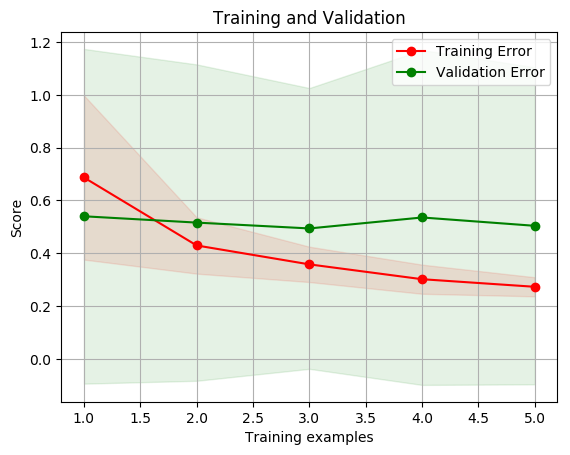 Training and Validation
Training Error
Validation Error
Score
1.2
1.0
0.8
0.6
0.4
0.2
0.0
1.0 1.5 2.0 2.5 3.0 3.5 4.0 4.5 5.0
Training examples